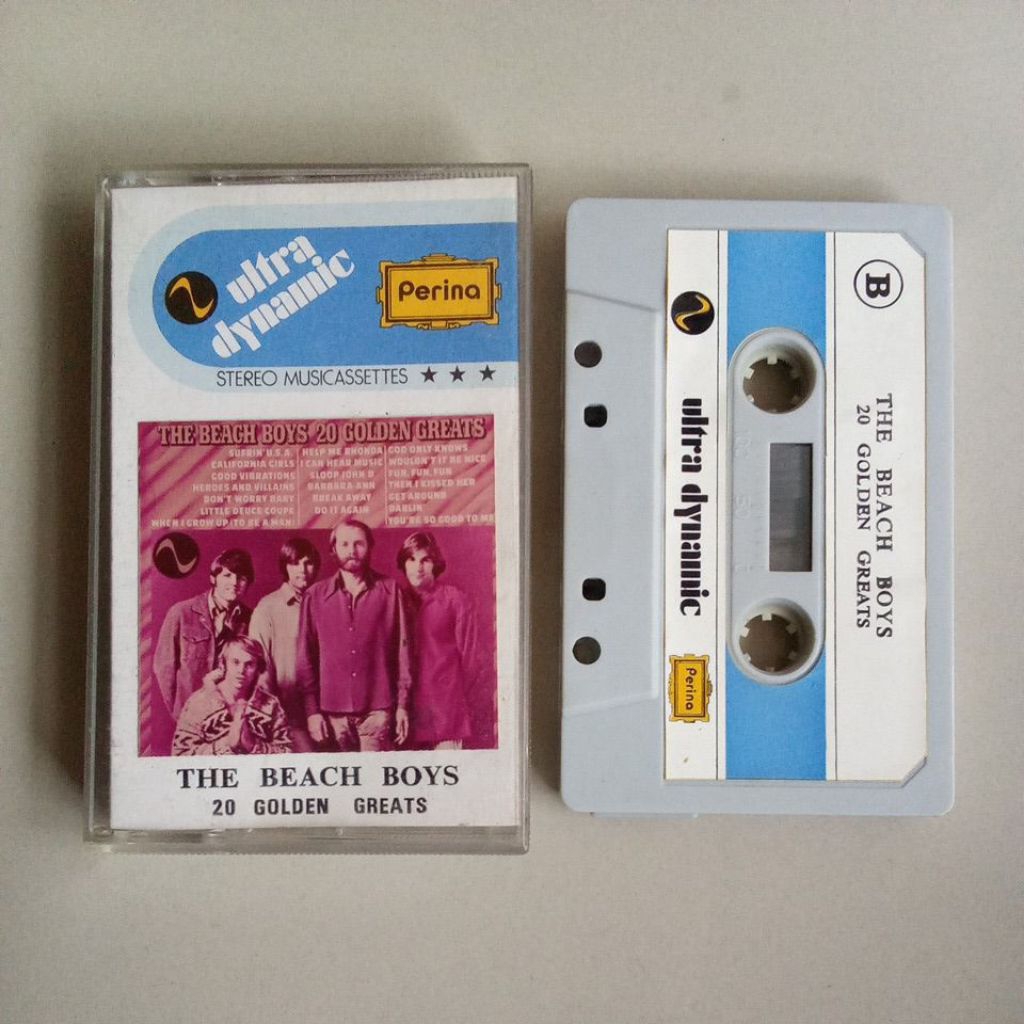 ultra
dynamic
Perina
STEREO MUSICASSETTES ★ ★ ★
THE BEACH BOYS 20 GOLDEN GREATS
SURFIN' U.S.A.
CALIFORNIA GIRLS
GOOD VIBRATIONS
HEROES AND VILLAINS
DON'T WORRY BABY
LITTLE DEUCE COUPE
WHEN I GROW UP (TO BE A MAN)
HELP ME RHONDA
I CAN HEAR MUSIC
SLOOP JOHN B
BARBARA ANN
BREAK AWAY
DO IT AGAIN
GOD ONLY KNOWS
WOULDN'T IT BE NICE
FUN, FUN, FUN
THEN I KISSED HER
GET AROUND
DARLIN
YOU'RE SO GOOD TO ME
THE BEACH BOYS
20 GOLDEN GREATS
B
THE BEACH BOYS
20 GOLDEN GREATS
ultra dynamic
Perina